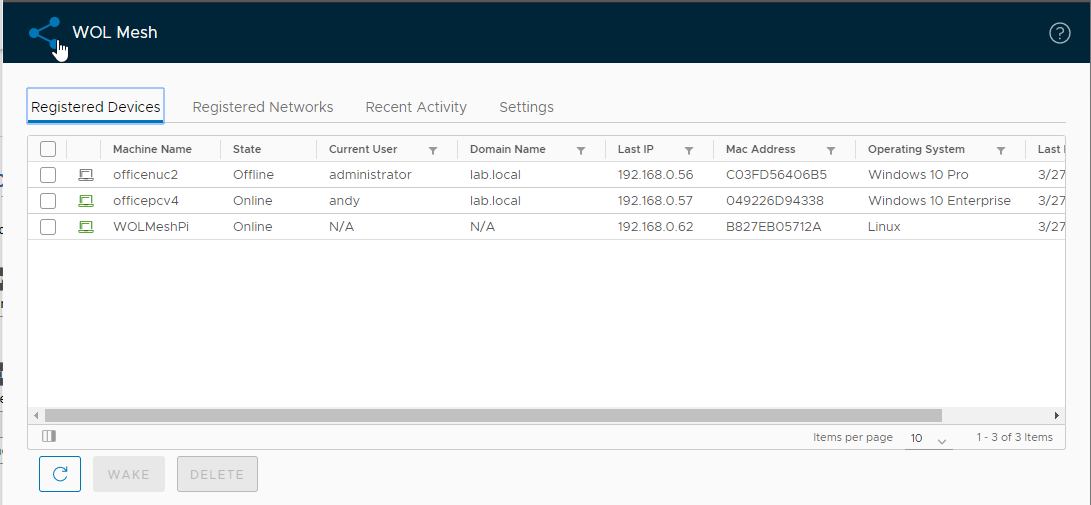 WOL Mesh
?
Registered Devices Registered Networks Recent Activity Settings
Machine Name State Current User Domain Name Last IP Mac Address Operating System Last
officenuc2 Offline administrator lab.local 192.168.0.56 C03FD56406B5 Windows 10 Pro 3/27
officepcv4 Online andy lab.local 192.168.0.57 049226D94338 Windows 10 Enterprise 3/27
WOLMeshPi Online N/A N/A 192.168.0.62 B827EB05712A Linux 3/27
Items per page 10 1 - 3 of 3 Items
WAKE DELETE